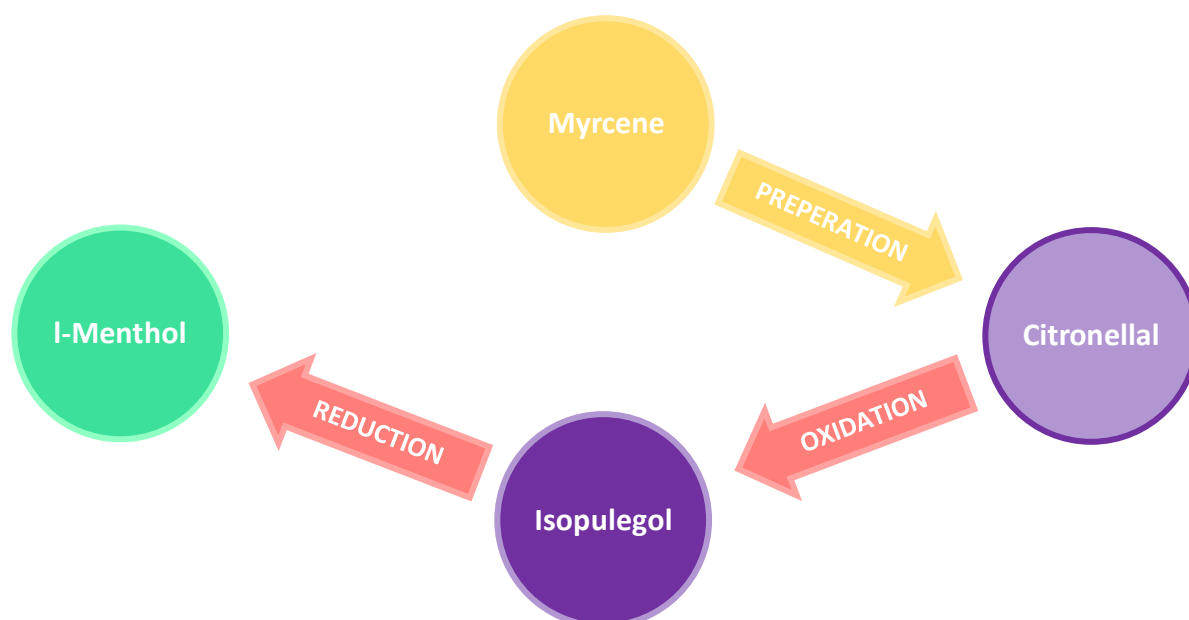 Myrcene
PREPERATION
Citronellal
OXIDATION
Isopulegol
REDUCTION
l-Menthol